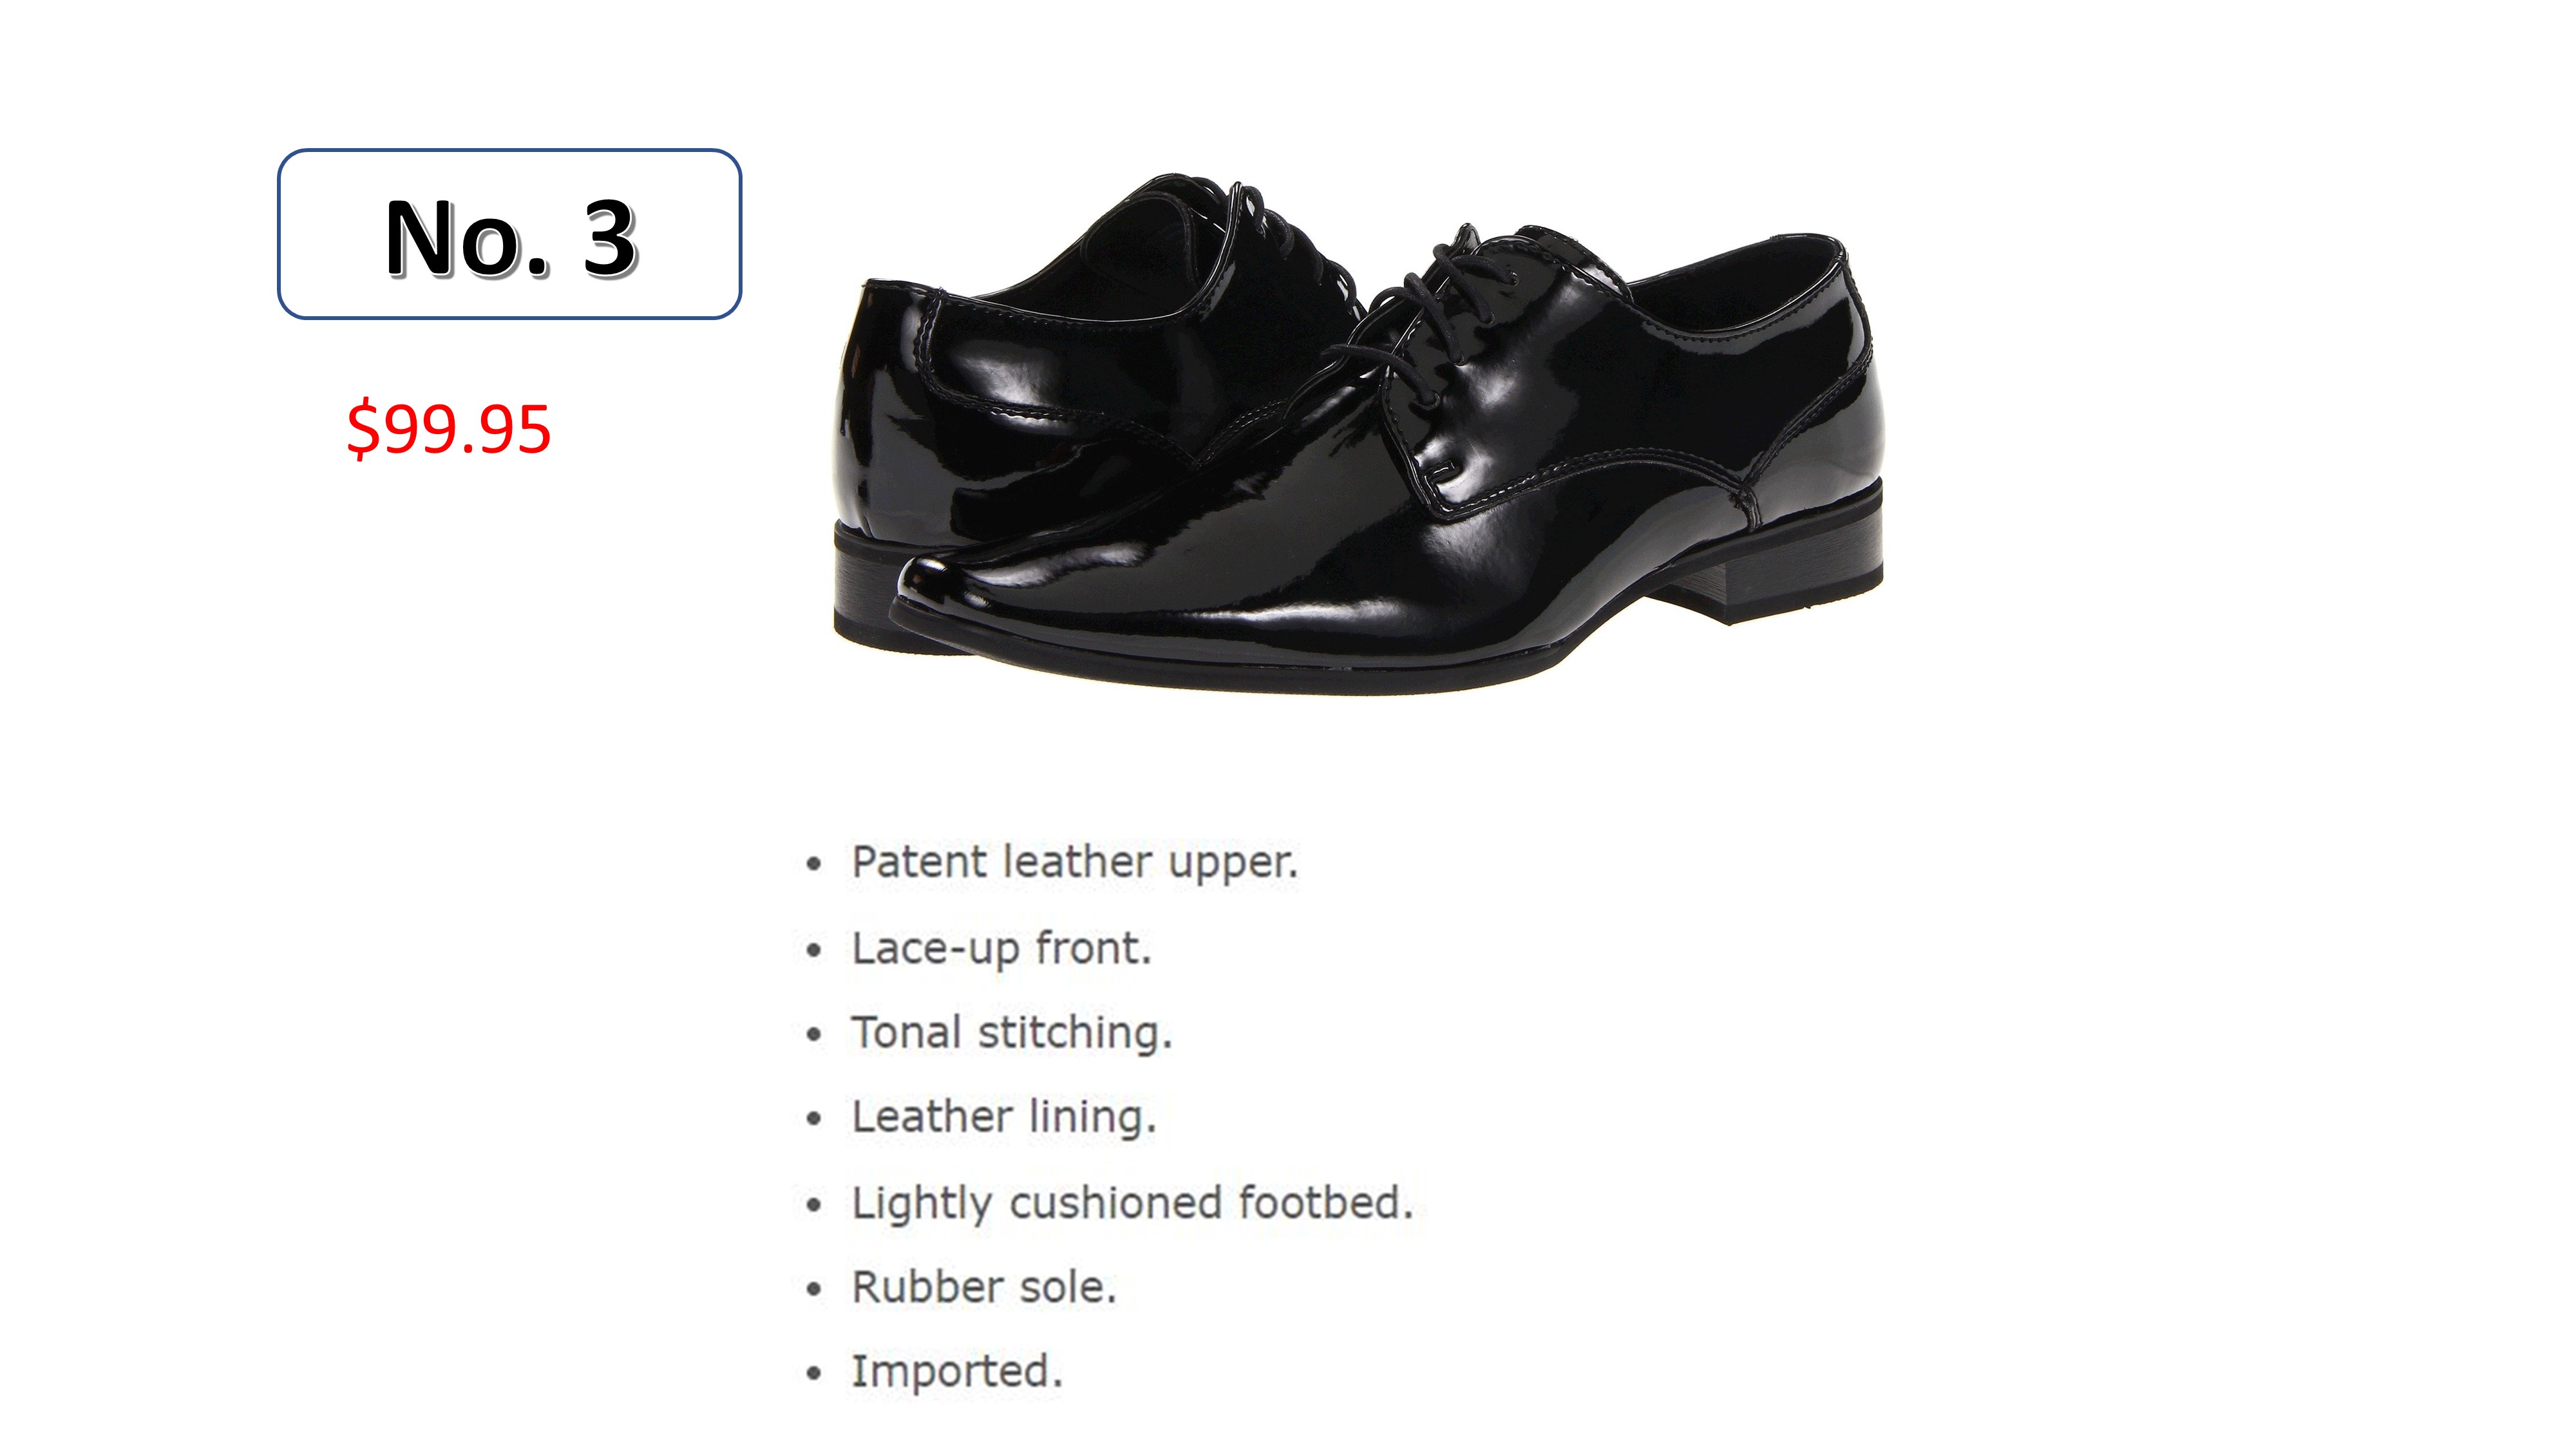 No. 3
$99.95
• Patent leather upper.
• Lace-up front.
• Tonal stitching.
• Leather lining.
• Lightly cushioned footbed.
• Rubber sole.
• Imported.